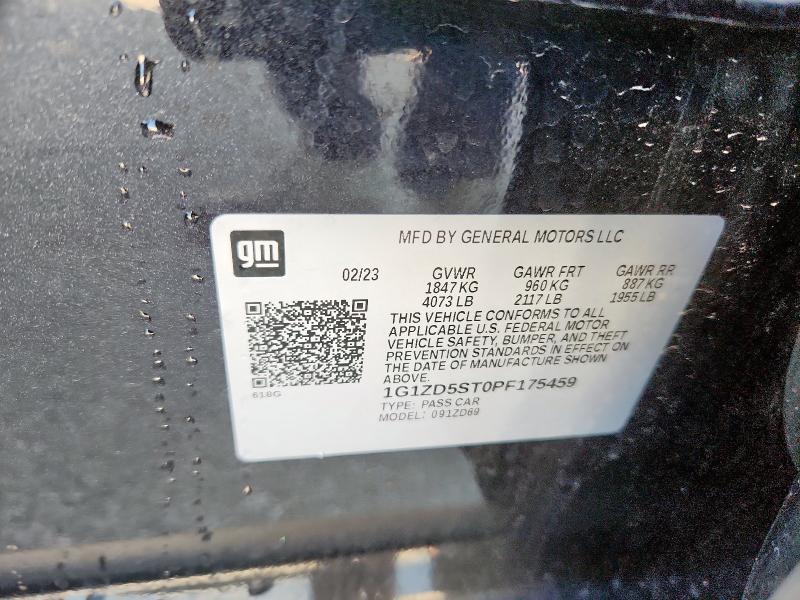 gm
MFD BY GENERAL MOTORS LLC
02/23 GVWR GAWR FRT GAWR RR
1847 KG 960 KG 887 KG
4073 LB 2117 LB 1955 LB
THIS VEHICLE CONFORMS TO ALL
APPLICABLE U.S. FEDERAL MOTOR
VEHICLE SAFETY, BUMPER, AND THEFT
PREVENTION STANDARDS IN EFFECT ON
THE DATE OF MANUFACTURE SHOWN
ABOVE.
1G1ZD5ST0PF175459
TYPE: PASS CAR
MODEL: 091ZD69
618G